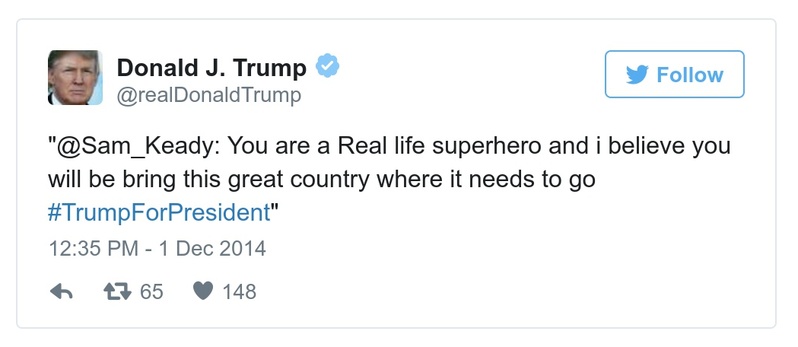 Donald J. Trump
@realDonaldTrump
Follow
"@Sam_Keady: You are a Real life superhero and i believe you
will be bring this great country where it needs to go
#TrumpForPresident"
12:35 PM - 1 Dec 2014
65 148